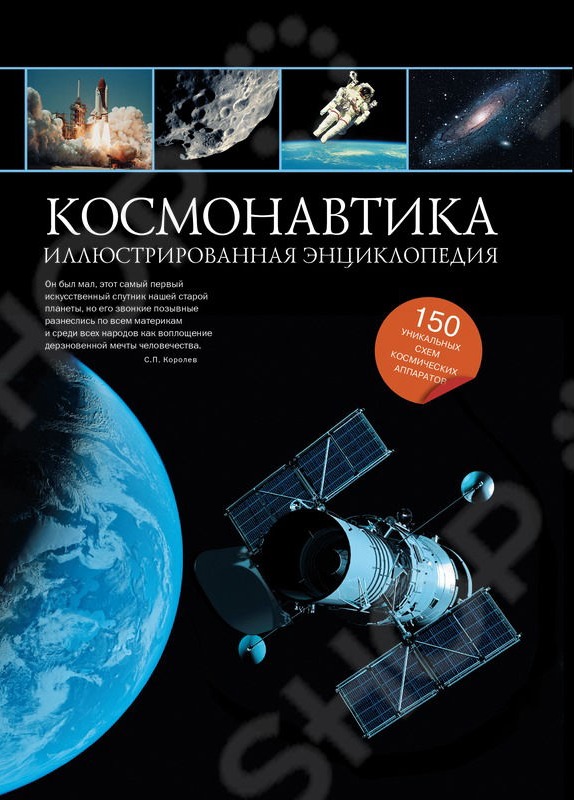 КОСМОНАВТИКА
ИЛЛЮСТРИРОВАННАЯ ЭНЦИКЛОПЕДИЯ
Он был мал, этот самый первый
искусственный спутник нашей старой
планеты, но его звонкие позывные
разнеслись по всем материкам
и среди всех народов как воплощение
дерзновенной мечты человечества.
С.П. Королев
150
УНИКАЛЬНЫХ
СХЕМ
КОСМИЧЕСКИХ
АППАРАТОВ
SHOP